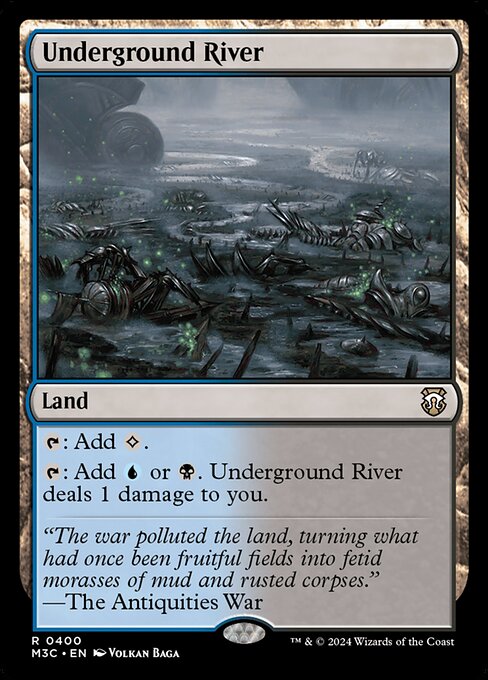 Underground River
Land
: Add .
: Add or . Underground River
deals 1 damage to you.
“The war polluted the land, turning what
had once been fruitful fields into fetid
morasses of mud and rusted corpses.”
—The Antiquities War
R 0400
M3C • EN Volkan Baga
™ & © 2024 Wizards of the Coast